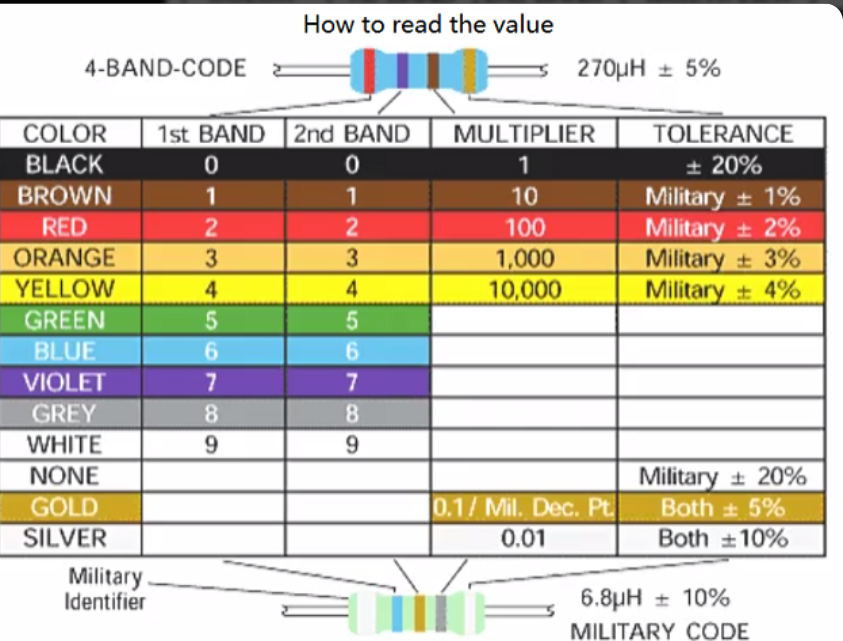 How to read the value
4-BAND-CODE 270µH ± 5%
COLOR 1st BAND 2nd BAND MULTIPLIER TOLERANCE
BLACK 0 0 1 ± 20%
BROWN 1 1 10 Military ± 1%
RED 2 2 100 Military ± 2%
ORANGE 3 3 1,000 Military ± 3%
YELLOW 4 4 10,000 Military ± 4%
GREEN 5 5
BLUE 6 6
VIOLET 7 7
GREY 8 8
WHITE 9 9
NONE Military ± 20%
GOLD 0.1/ Mil. Dec. Pt. Both ± 5%
SILVER 0.01 Both ±10%
Military
Identifier
6.8µH ± 10%
MILITARY CODE